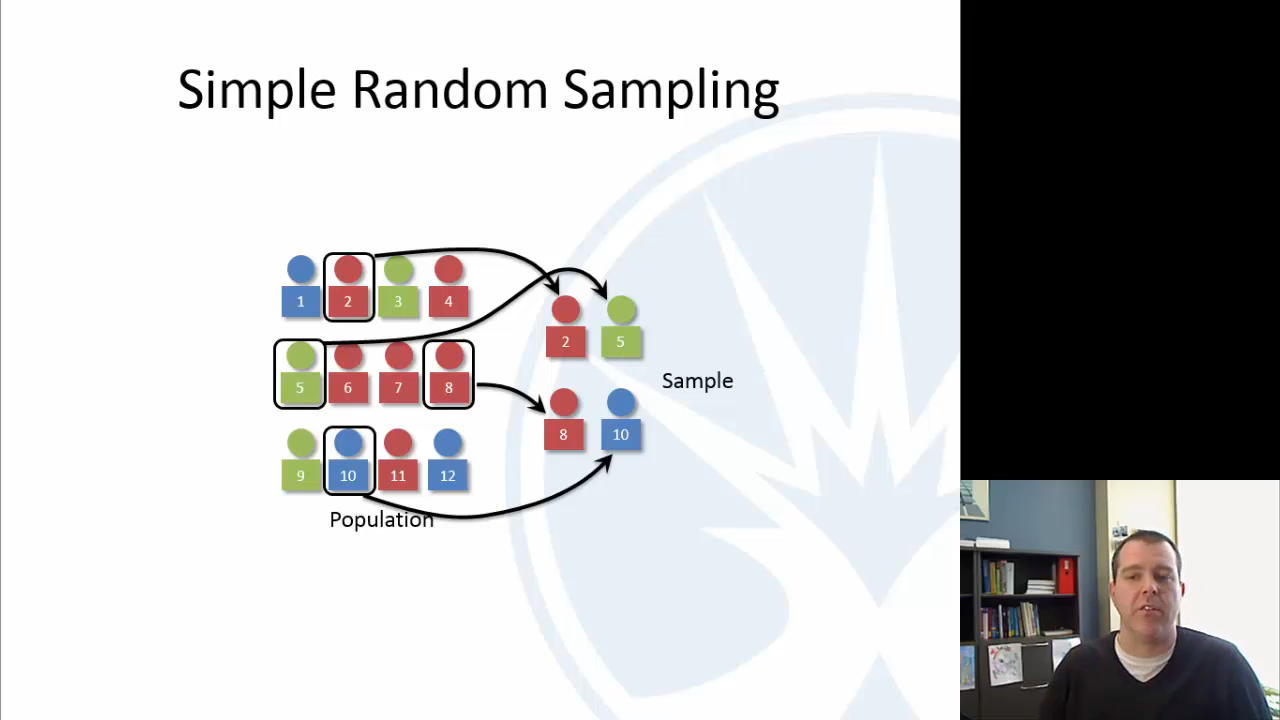 Simple Random Sampling
1 2 3 4
2 5
Sample
5 6 7 8
8 10
9 10 11 12
Population